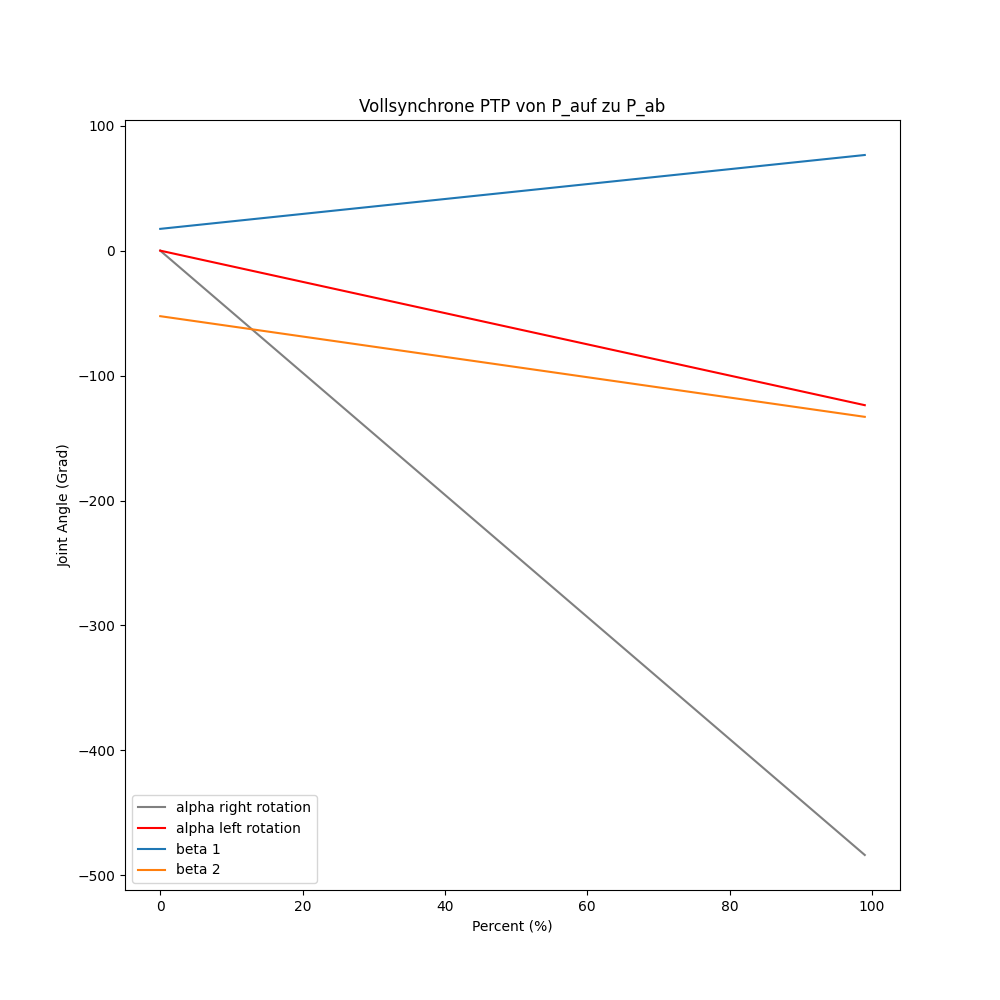 Vollsynchrone PTP von P_auf zu P_ab
100
0
−100
−200
−300
−400
−500
Joint Angle (Grad)
alpha right rotation
alpha left rotation
beta 1
beta 2
0 20 40 60 80 100
Percent (%)